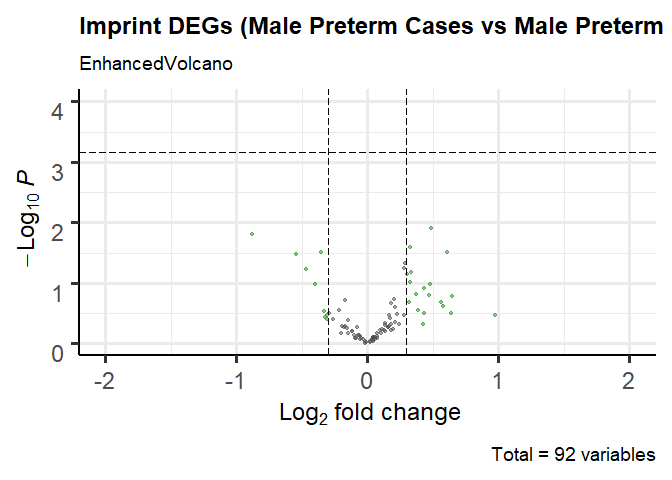 Imprint DEGs (Male Preterm Cases vs Male Preterm
EnhancedVolcano
4
3
2
1
0
−Log10 P
-2
-1
0
1
2
Log2 fold change
Total = 92 variables